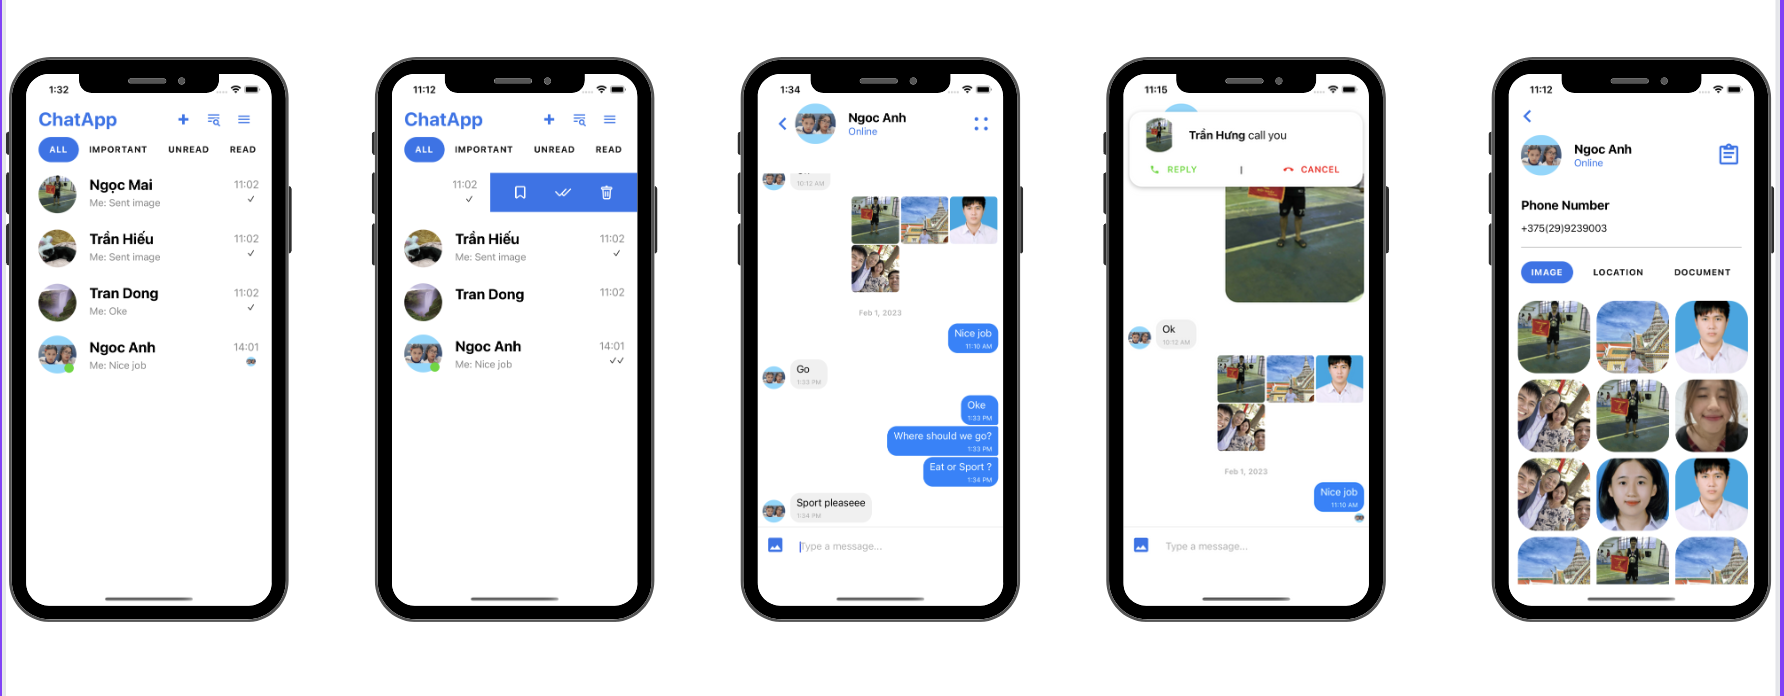 1:32
ChatApp
ALL IMPORTANT UNREAD READ
Ngọc Mai 11:02
Me: Sent image
Trần Hiếu 11:02
Me: Sent image
Tran Dong 11:02
Me: Oke
Ngoc Anh 14:01
Me: Nice job
11:12
ChatApp
ALL IMPORTANT UNREAD READ
11:02
Trần Hiếu 11:02
Me: Sent image
Tran Dong 11:02
Ngoc Anh 14:01
Me: Nice job
1:34
Ngoc Anh
Online
10:12 AM
Feb 1, 2023
Nice job
11:10 AM
Go
1:33 PM
Oke
1:33 PM
Where should we go?
1:33 PM
Eat or Sport ?
1:34 PM
Sport pleaseee
1:34 PM
Type a message...
11:15
Trần Hưng call you
REPLY | CANCEL
Ok
10:12 AM
Feb 1, 2023
Nice job
11:10 AM
Type a message...
11:12
Ngoc Anh
Online
Phone Number
+375(29)9239003
IMAGE LOCATION DOCUMENT